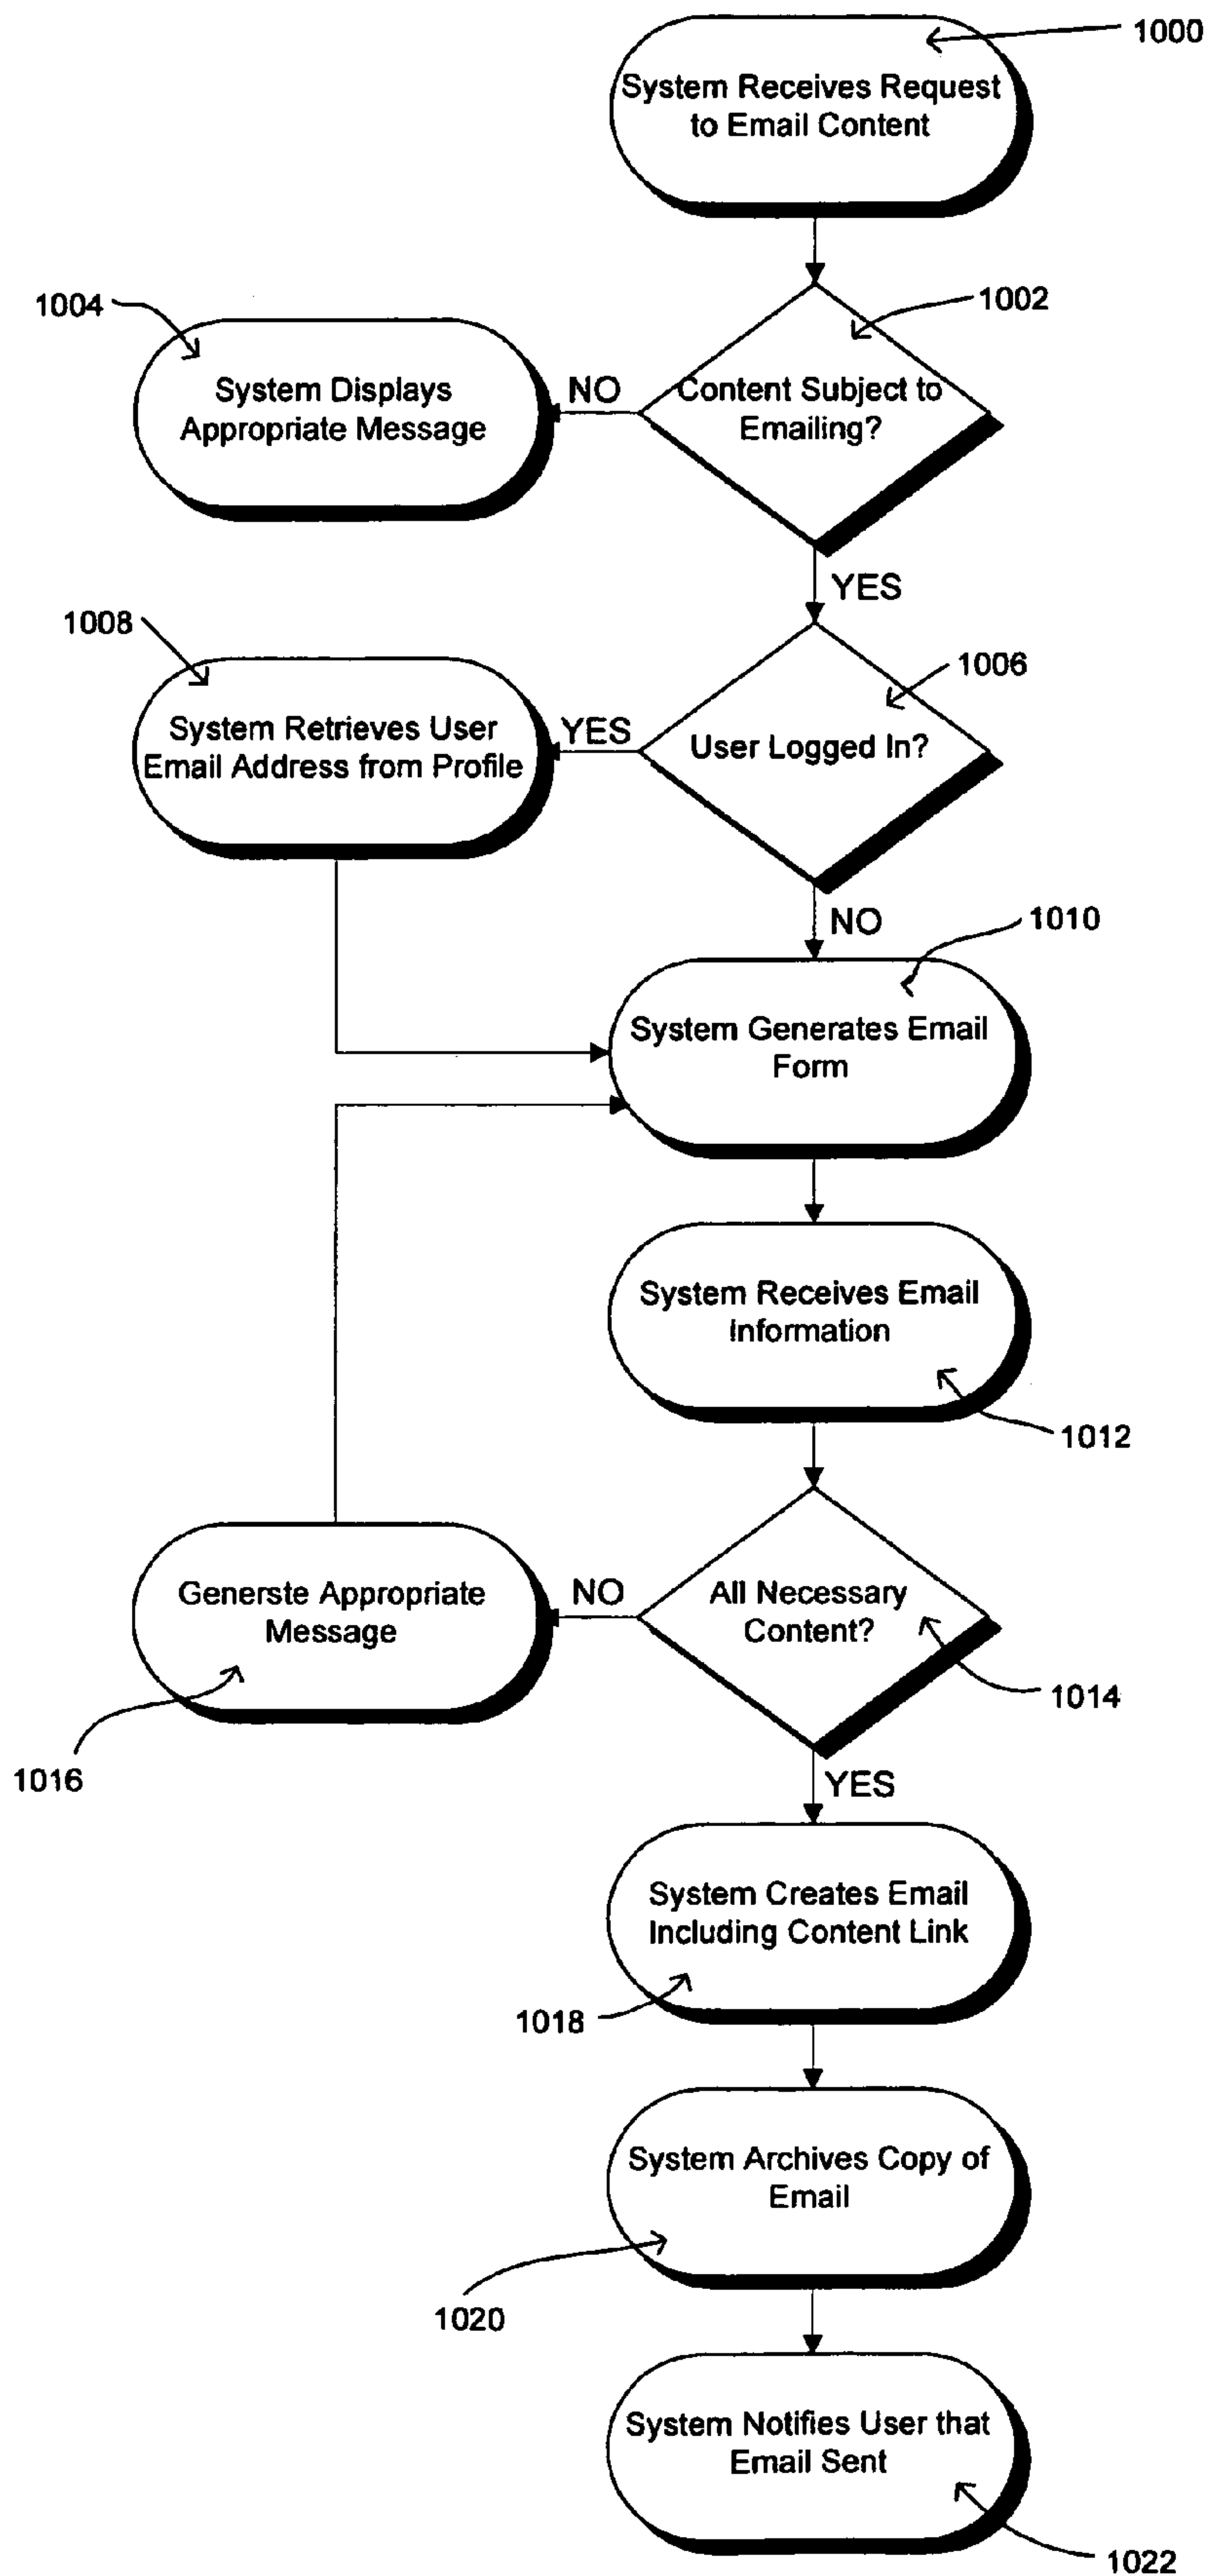 1000
System Receives Request
to Email Content
1002
1004
Content Subject to
Emailing?
NO
System Displays
Appropriate Message
YES
1006
1008
User Logged In?
YES
System Retrieves User
Email Address from Profile
NO
1010
System Generates Email
Form
System Receives Email
Information
1012
All Necessary
Content?
1014
NO
Generste Appropriate
Message
1016
YES
System Creates Email
Including Content Link
1018
System Archives Copy of
Email
1020
System Notifies User that
Email Sent
1022